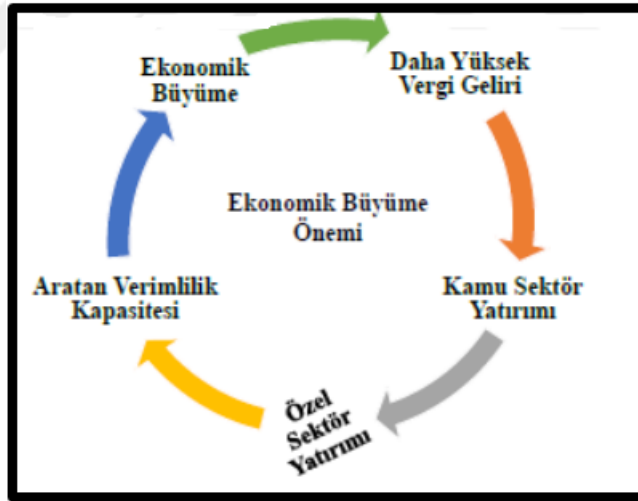 Ekonomik
Büyüme
Daha Yüksek
Vergi Geliri
Ekonomik Büyüme
Önemi
Aratan Verimlilik
Kapasitesi
Kamu Sektör
Yatırımı
Özel
Sektör
Yatırımı